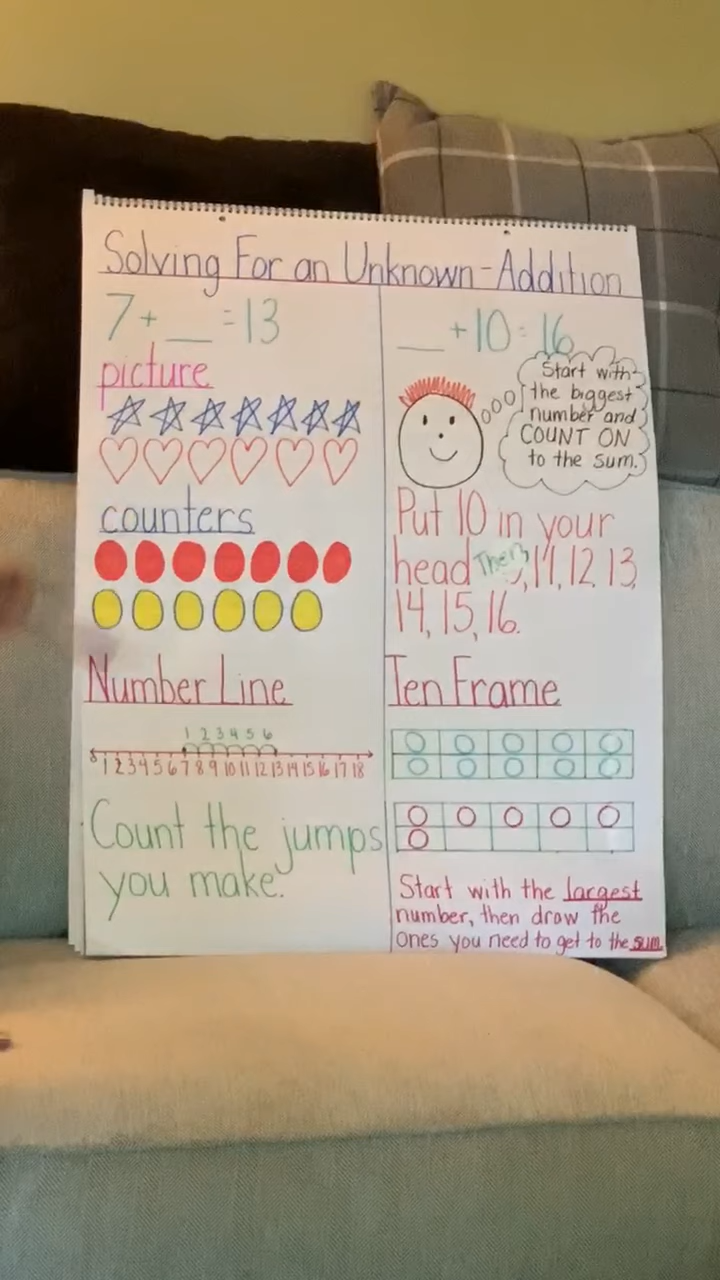 Solving For an Unknown-Addition
7 + __ = 13
picture
counters
Number Line
1 2 3 4 5 6
1 2 3 4 5 6 7 8 9 10 11 12 13 14 15 16 17 18
Count the jumps
you make.
__ + 10 = 16
Start with
the biggest
number and
COUNT ON
to the sum.
Put 10 in your
head Then, 11, 12, 13,
14, 15, 16.
Ten Frame
Start with the largest
number, then draw the
ones you need to get to the sum.